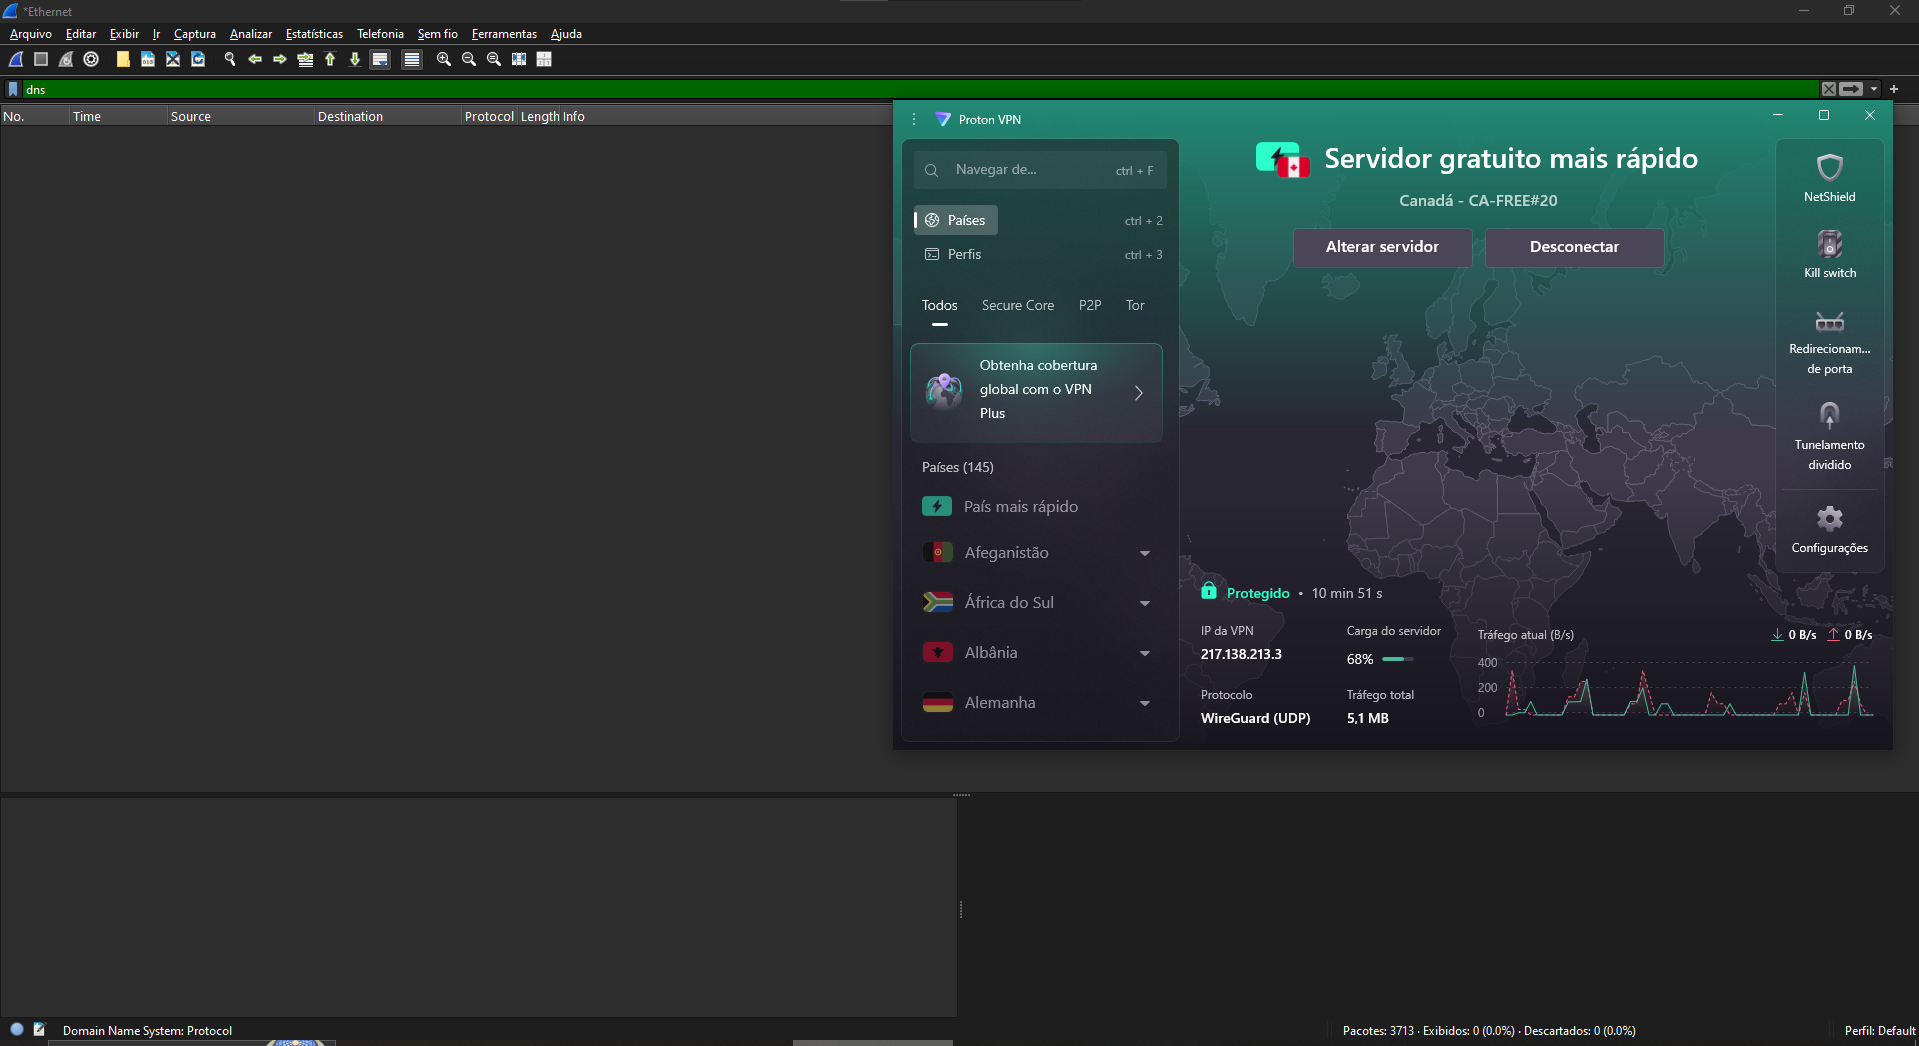 *Ethernet
Arquivo Editar Exibir Ir Captura Analizar Estatísticas Telefonia Sem fio Ferramentas Ajuda
dns
No. Time Source Destination Protocol Length Info
Proton VPN
Navegar de... ctrl + F
Países ctrl + 2
Perfis ctrl + 3
Todos Secure Core P2P Tor
Obtenha cobertura
global com o VPN
Plus
Países (145)
País mais rápido
Afeganistão
África do Sul
Albânia
Alemanha
Servidor gratuito mais rápido
Canadá - CA-FREE#20
Alterar servidor Desconectar
Protegido • 10 min 51 s
IP da VPN
217.138.213.3
Carga do servidor
68%
Protocolo
WireGuard (UDP)
Tráfego total
5,1 MB
Tráfego atual (B/s) 0 B/s 0 B/s
400
200
0
NetShield
Kill switch
Redirecionam...
de porta
Tunelamento
dividido
Configurações
Domain Name System: Protocol
Pacotes: 3713 · Exibidos: 0 (0.0%) · Descartados: 0 (0.0%)
Perfil: Default